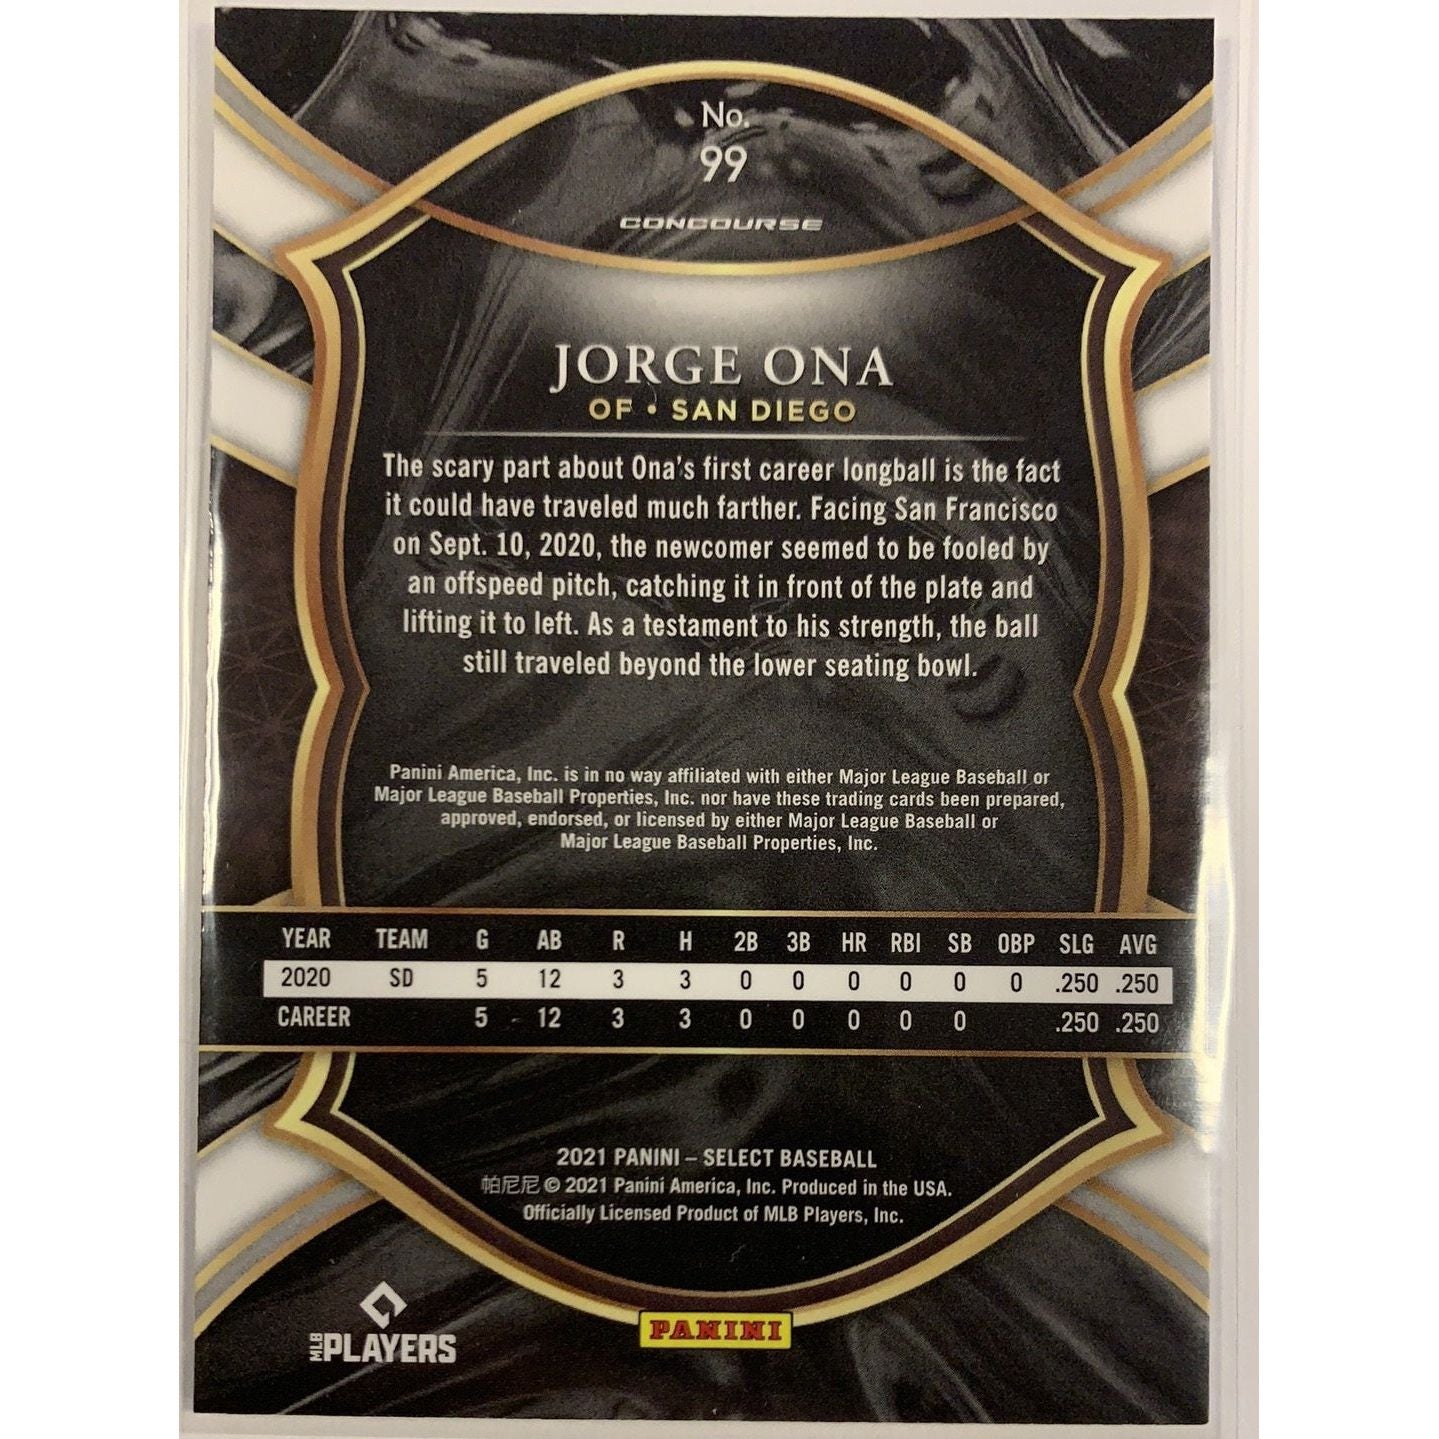 No.
99
CONCOURSE
JORGE ONA
OF • SAN DIEGO
The scary part about Ona's first career longball is the fact
it could have traveled much farther. Facing San Francisco
on Sept. 10, 2020, the newcomer seemed to be fooled by
an offspeed pitch, catching it in front of the plate and
lifting it to left. As a testament to his strength, the ball
still traveled beyond the lower seating bowl.
Panini America, Inc. is in no way affiliated with either Major League Baseball or
Major League Baseball Properties, Inc. nor have these trading cards been prepared,
approved, endorsed, or licensed by either Major League Baseball or
Major League Baseball Properties, Inc.
YEAR TEAM G AB R H 2B 3B HR RBI SB OBP SLG AVG
2020 SD 5 12 3 3 0 0 0 0 0 0 .250 .250
CAREER 5 12 3 3 0 0 0 0 0 .250 .250
2021 PANINI – SELECT BASEBALL
帕尼尼 © 2021 Panini America, Inc. Produced in the USA.
Officially Licensed Product of MLB Players, Inc.
MLB PLAYERS
PANINI